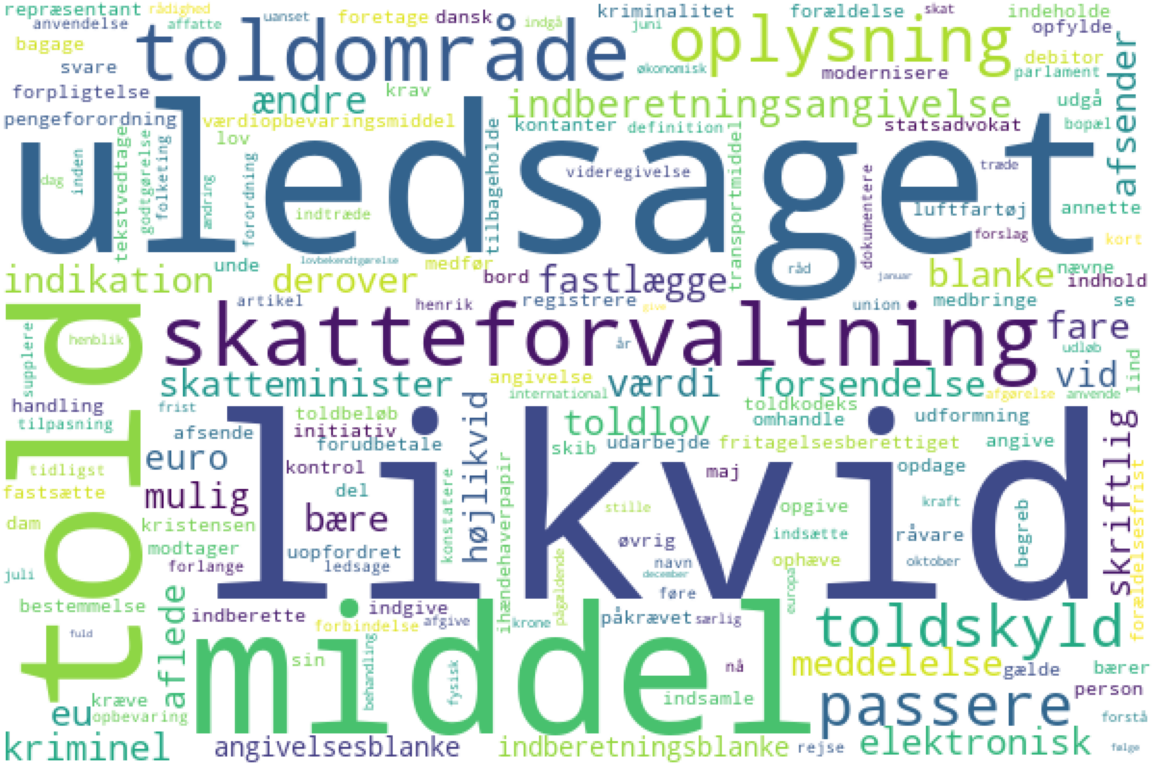 repræsentant rådighed uanset foretage dansk indgå kriminalitet forældelse skat indeholde
anvendelse affatte juni opfylde
bagage toldområde oplysning debitor
svare økonomisk modernisere parlament
forpligtelse ændre krav indberetningsangivelse udgå afsender
pengeforordning værdiopbevaringsmiddel kontanter definition statsadvokat bopæl
lov
uledsaget
tekstvedtage godtgørelse folketing ændring forordning tilbageholde transportmiddel dokumentere
dag inden videregivelse træde
indtræde luftfartøj annette
forslag kort
unde lovbekendtgørelse medfør råd nævne
indikation derover bord fastlægge januar blanke indhold
artikel henrik registrere give union medbringe se
told skatteforvaltning fare
supplere henblik år udløb
skatteminister angivelse værdi forsendelse vid lind
international afgørelse anvende
handling frist toldbeløb højlikvid toldlov toldkodeks udformning
tilpasning afsende initiativ omhandle skriftlig
forudbetale skib udarbejde fritagelsesberettiget angive
likvid
tidligst euro kontrol maj opdage
fastsætte mulig del stille opgive kraft
dam kristensen bære konstatere indsætte råvare begreb forældelsesfrist
modtager uopfordret øvrig ophæve oktober
juli forlange ledsage ihændehaverpapir pågældende navn december europa
bestemmelse aflede indgive føre
indberette forbindelse afgive krone påkrævet særlig toldskyld
middel
fuld sin behandling fysisk nå meddelelse gælde bærer
kræve indsamle passere person
eu opbevaring forstå
kriminel angivelsesblanke indberetningsblanke rejse elektronisk følge